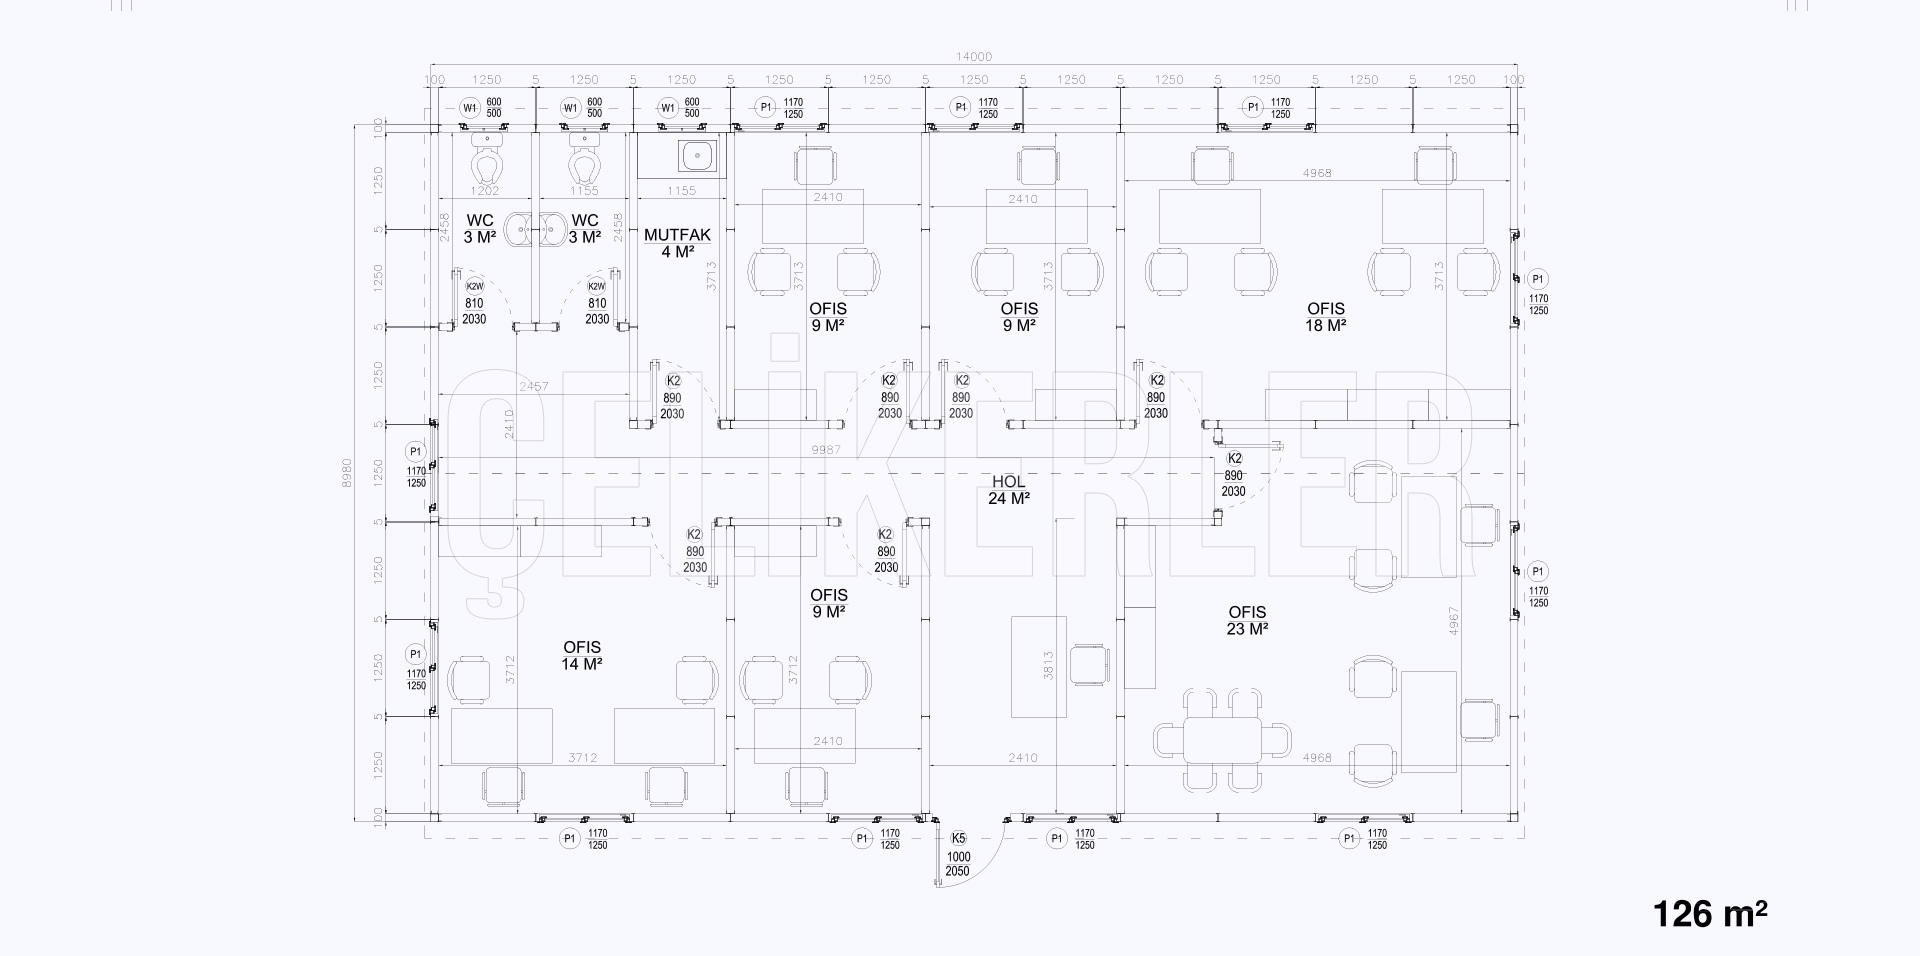 14000
100 1250 5 1250 5 1250 5 1250 5 1250 5 1250 5 1250 5 1250 5 1250 5 1250 5 1250 100
W1 600 500
W1 600 500
W1 600 500
P1 1170 1250
P1 1170 1250
P1 1170 1250
100
1250
5
1250
5
1250
5
1250
5
1250
5
1250
5
1250
100
8980
1202
1155
1155
2410
2410
4968
WC
3 M²
WC
3 M²
MUTFAK
4 M²
2458
2458
3713
3713
3713
3713
OFIS
9 M²
OFIS
9 M²
OFIS
18 M²
K2W
810
2030
K2W
810
2030
P1
1170
1250
2457
2410
K2
890
2030
K2
890
2030
K2
890
2030
K2
890
2030
ÇELiKERLER
9987
P1
1170
1250
K2
890
2030
HOL
24 M²
K2
890
2030
K2
890
2030
P1
1170
1250
OFIS
9 M²
OFIS
23 M²
OFIS
14 M²
P1
1170
1250
3712
3712
3813
4967
3712
2410
2410
4968
P1 1170 1250
P1 1170 1250
K5
1000
2050
P1 1170 1250
P1 1170 1250
126 m²